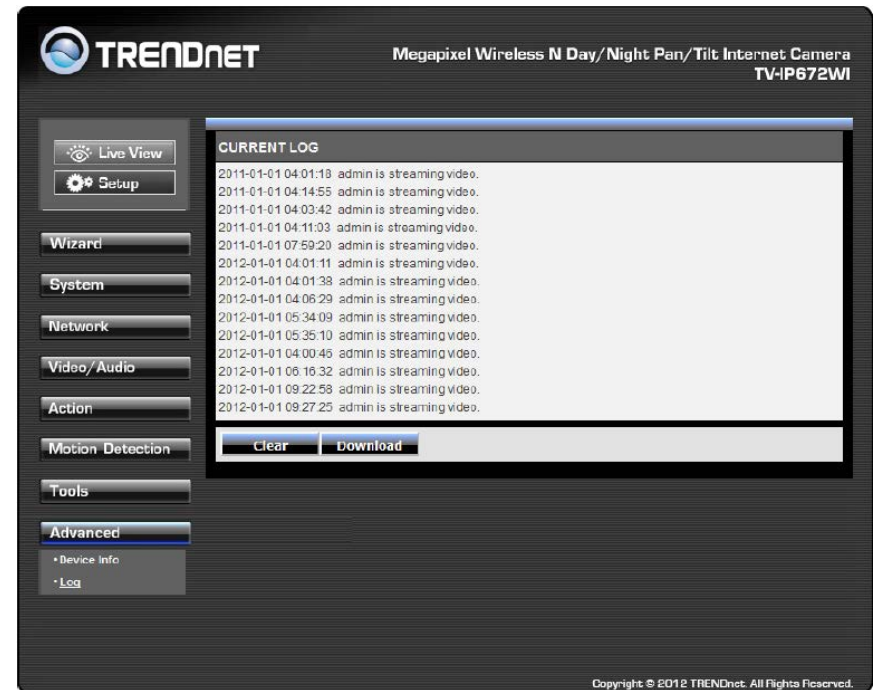 TRENDNET
Megapixel Wireless N Day/Night Pan/Tilt Internet Camera
TV-IP672WI
Live View
Setup
Wizard
System
Network
Video/Audio
Action
Motion Detection
Tools
Advanced
• Device Info
• Log
CURRENT LOG
2011-01-01 04:01:18 admin is streaming video.
2011-01-01 04:14:55 admin is streaming video.
2011-01-01 04:03:42 admin is streaming video.
2011-01-01 04:11:03 admin is streaming video.
2011-01-01 07:59:20 admin is streaming video.
2012-01-01 04:01:11 admin is streaming video.
2012-01-01 04:01:38 admin is streaming video.
2012-01-01 04:06:29 admin is streaming video.
2012-01-01 05:34:09 admin is streaming video.
2012-01-01 05:35:10 admin is streaming video.
2012-01-01 04:00:46 admin is streaming video.
2012-01-01 06:16:32 admin is streaming video.
2012-01-01 09:22:58 admin is streaming video.
2012-01-01 09:27:25 admin is streaming video.
Clear
Download
Copyright © 2012 TRENDnet. All Rights Reserved.